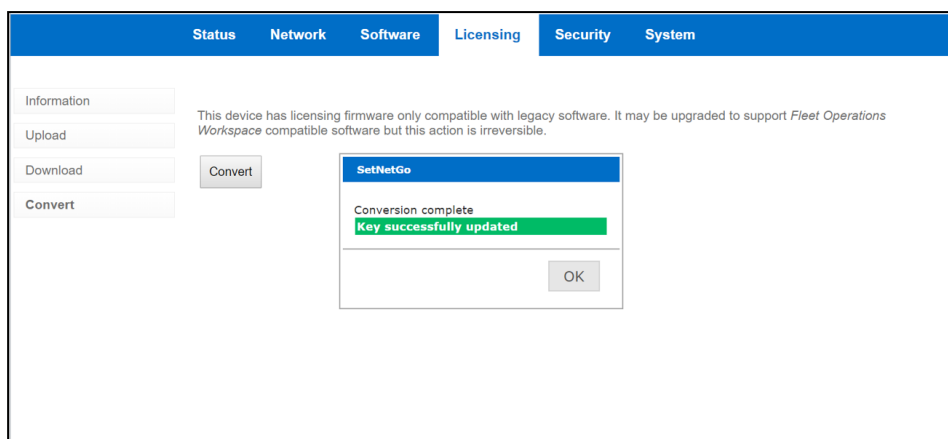 Status Network Software Licensing Security System
Information
Upload
Download
Convert
This device has licensing firmware only compatible with legacy software. It may be upgraded to support Fleet Operations
Workspace compatible software but this action is irreversible.
Convert
SetNetGo
Conversion complete
Key successfully updated
OK